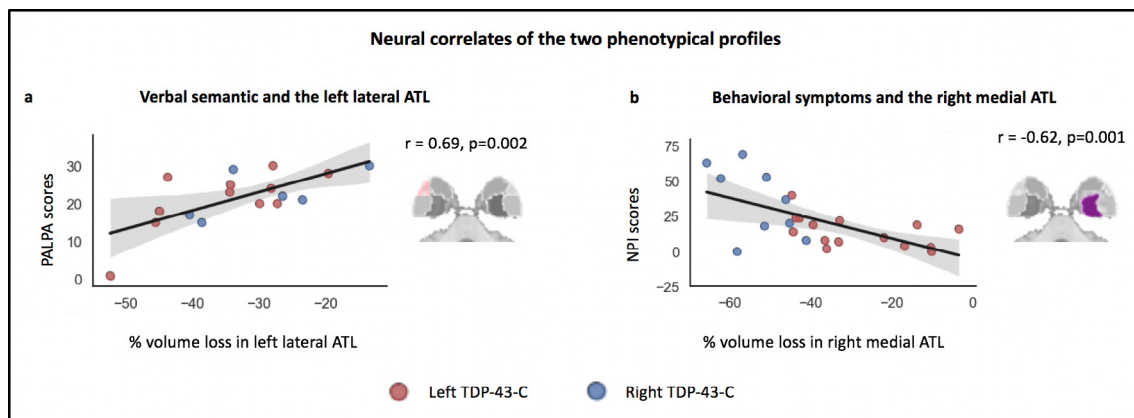 Neural correlates of the two phenotypical profiles
a
Verbal semantic and the left lateral ATL
r = 0.69, p=0.002
PALPA scores
30
20
10
0
−50
−40
−30
−20
% volume loss in left lateral ATL
b
Behavioral symptoms and the right medial ATL
r = -0.62, p=0.001
NPI scores
75
50
25
0
−25
−60
−40
−20
0
% volume loss in right medial ATL
Left TDP-43-C
Right TDP-43-C